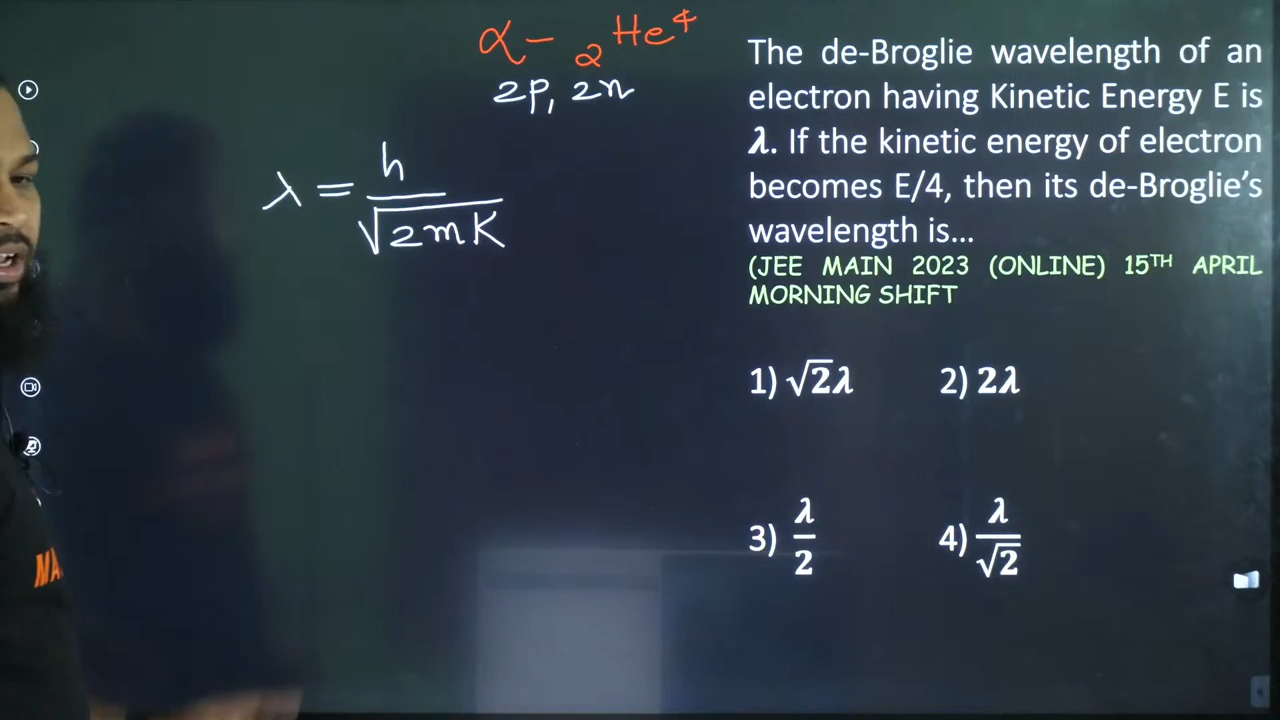 α - ₂He⁴
2p, 2n
λ = h / √2mK
The de-Broglie wavelength of an
electron having Kinetic Energy E is
λ. If the kinetic energy of electron
becomes E/4, then its de-Broglie's
wavelength is...
(JEE MAIN 2023 (ONLINE) 15TH APRIL
MORNING SHIFT
1) √2λ 2) 2λ
3) λ/2 4) λ/√2